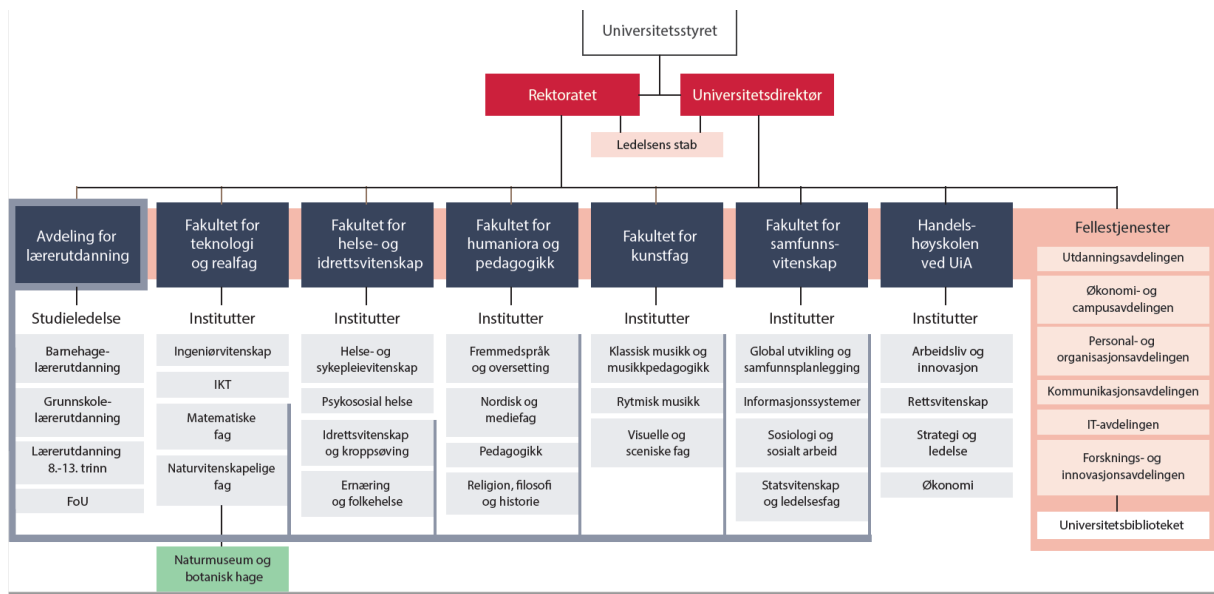 Universitetsstyret
Rektoratet
Universitetsdirektør
Ledelsens stab
Avdeling for
lærerutdanning
Studieledelse
Barnehage-
lærerutdanning
Grunnskole-
lærerutdanning
Lærerutdanning
8.-13. trinn
FoU
Fakultet for
teknologi
og realfag
Institutter
Ingeniørvitenskap
IKT
Matematiske
fag
Naturvitenskapelige
fag
Naturmuseum og
botanisk hage
Fakultet for
helse- og
idrettsvitenskap
Institutter
Helse- og
sykepleievitenskap
Psykososial helse
Idrettsvitenskap
og kroppsøving
Ernæring
og folkehelse
Fakultet for
humaniora og
pedagogikk
Institutter
Fremmedspråk
og oversetting
Nordisk og
mediefag
Pedagogikk
Religion, filosofi
og historie
Fakultet for
kunstfag
Institutter
Klassisk musikk og
musikkpedagogikk
Rytmisk musikk
Visuelle og
sceniske fag
Fakultet for
samfunns-
vitenskap
Institutter
Global utvikling og
samfunnsplanlegging
Informasjonssystemer
Sosiologi og
sosialt arbeid
Statsvitenskap
og ledelsesfag
Handels-
høyskolen
ved UiA
Institutter
Arbeidsliv og
innovasjon
Rettsvitenskap
Strategi og
ledelse
Økonomi
Fellestjenester
Utdanningsavdelingen
Økonomi- og
campusavdelingen
Personal- og
organisasjonsavdelingen
Kommunikasjonsavdelingen
IT-avdelingen
Forsknings- og
innovasjonsavdelingen
Universitetsbiblioteket